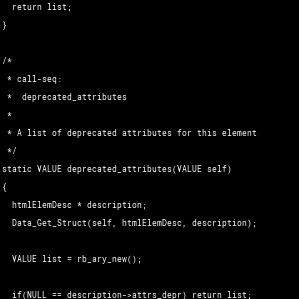 return list;
}
/*
* call-seq:
*  deprecated_attributes
*
* A list of deprecated attributes for this element
*/
static VALUE deprecated_attributes(VALUE self)
{
htmlElemDesc * description;
Data_Get_Struct(self, htmlElemDesc, description);
VALUE list = rb_ary_new();
if(NULL == description->attrs_depr) return list;